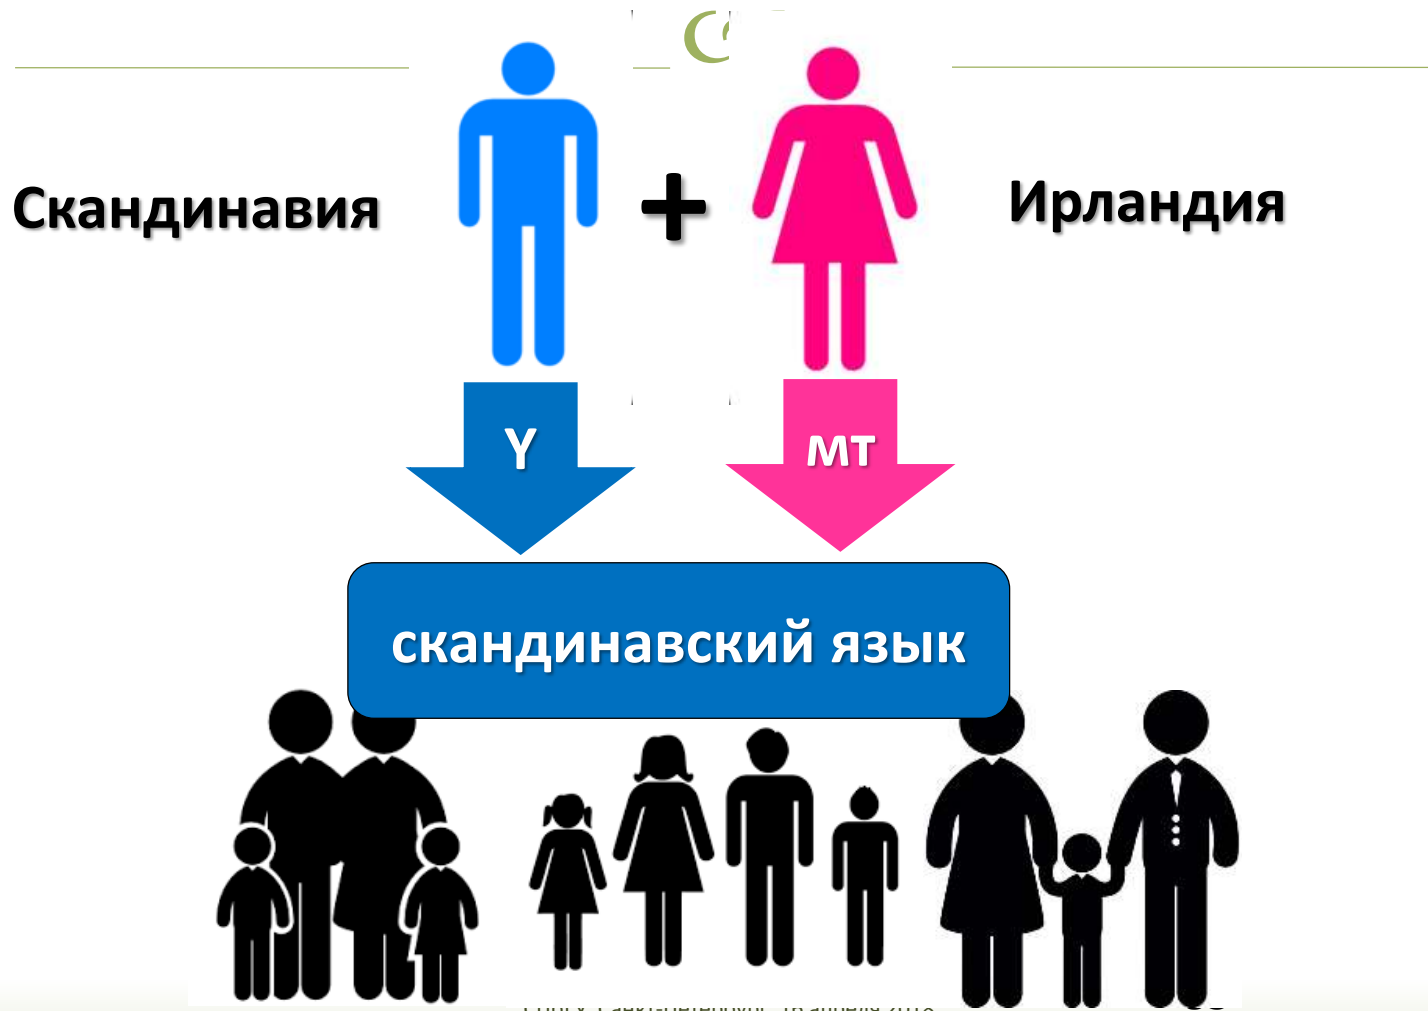 Скандинавия
+
Ирландия
Y
мт
скандинавский язык